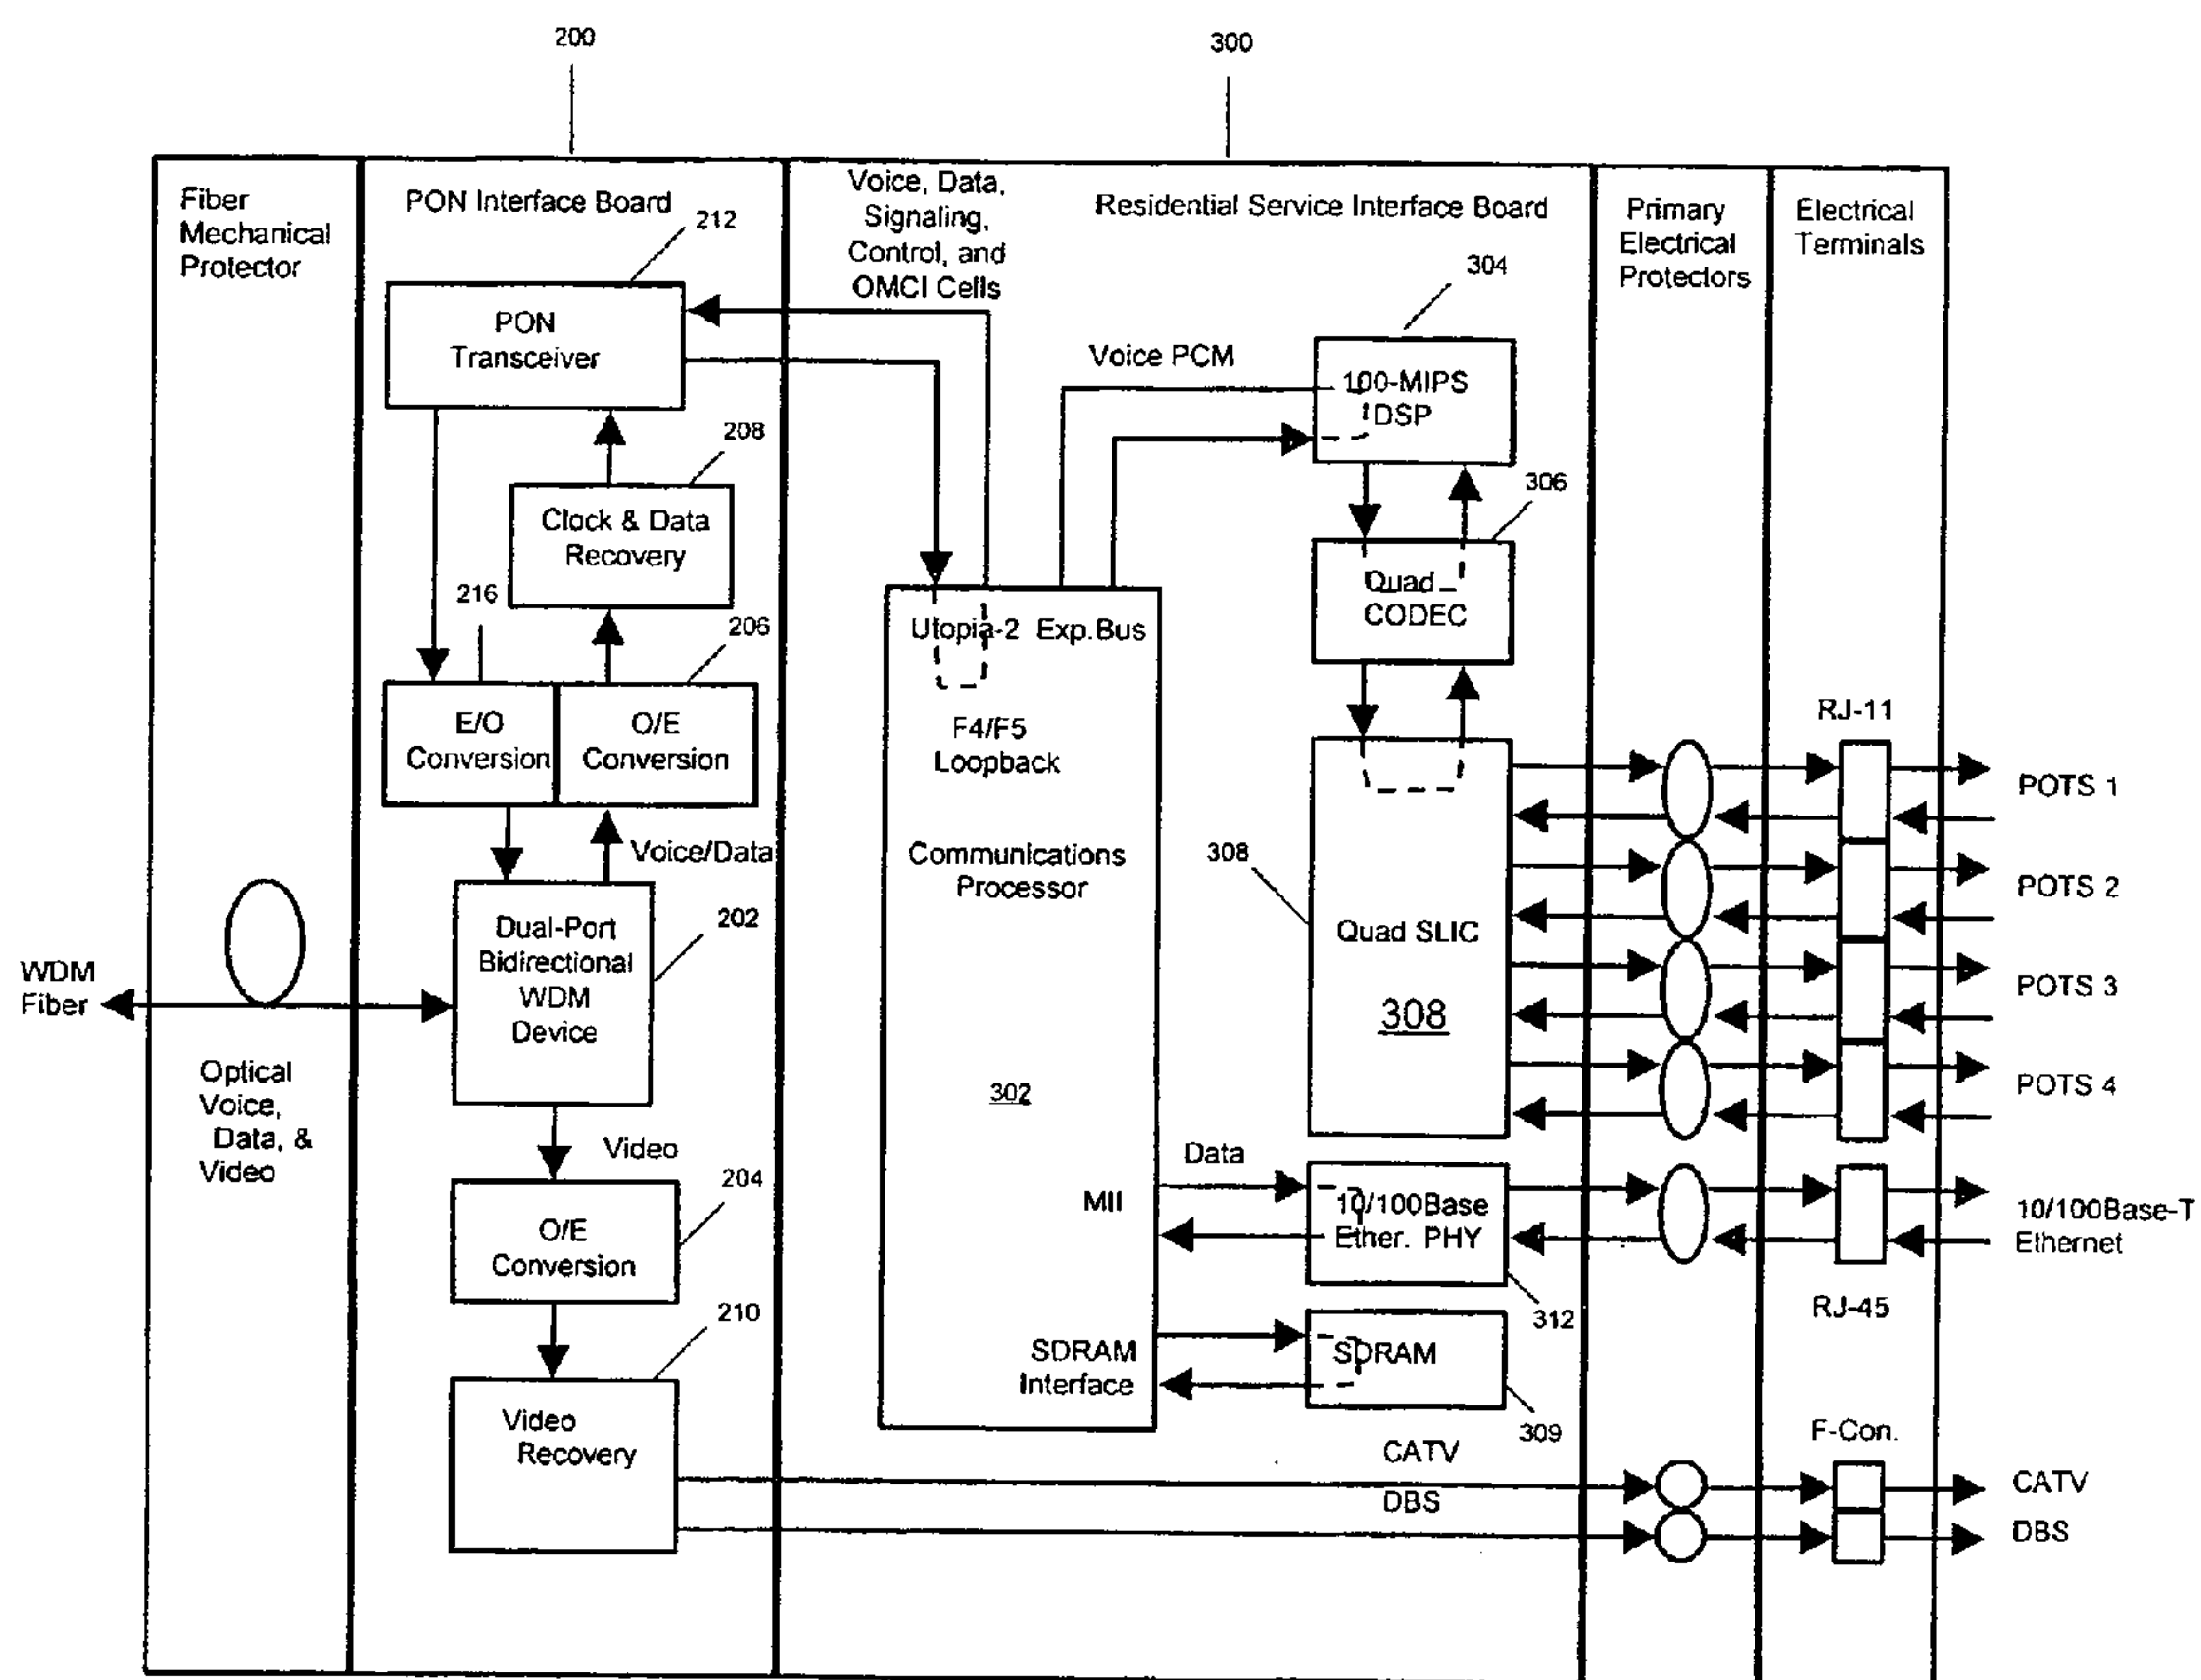 200
300
Fiber
Mechanical
Protector
PON Interface Board
212
Voice, Data,
Signaling,
Control, and
OMCI Cells
Residential Service Interface Board
Primary
Electrical
Protectors
Electrical
Terminals
304
PON
Transceiver
Voice PCM
100-MIPS
DSP
208
306
Clock & Data
Recovery
Quad
CODEC
216
206
Utopia-2 Exp.Bus
E/O
Conversion
O/E
Conversion
F4/F5
Loopback
RJ-11
POTS 1
Voice/Data
Communications
Processor
308
POTS 2
Dual-Port
Bidirectional
WDM
Device
202
Quad SLIC
308
WDM
Fiber
POTS 3
Optical
Voice,
Data, &
Video
302
POTS 4
Video
Data
204
MII
10/100Base
Ether. PHY
10/100Base-T
Ethernet
O/E
Conversion
210
312
RJ-45
SDRAM
Interface
SDRAM
309
Video
Recovery
CATV
F-Con.
DBS
CATV
DBS